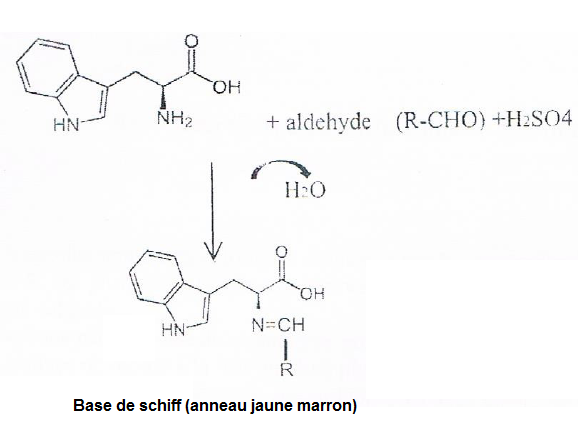 O
OH
HN
NH2
+ aldehyde (R-CHO) +H2SO4
H2O
O
OH
HN
N=CH
R
Base de schiff (anneau jaune marron)